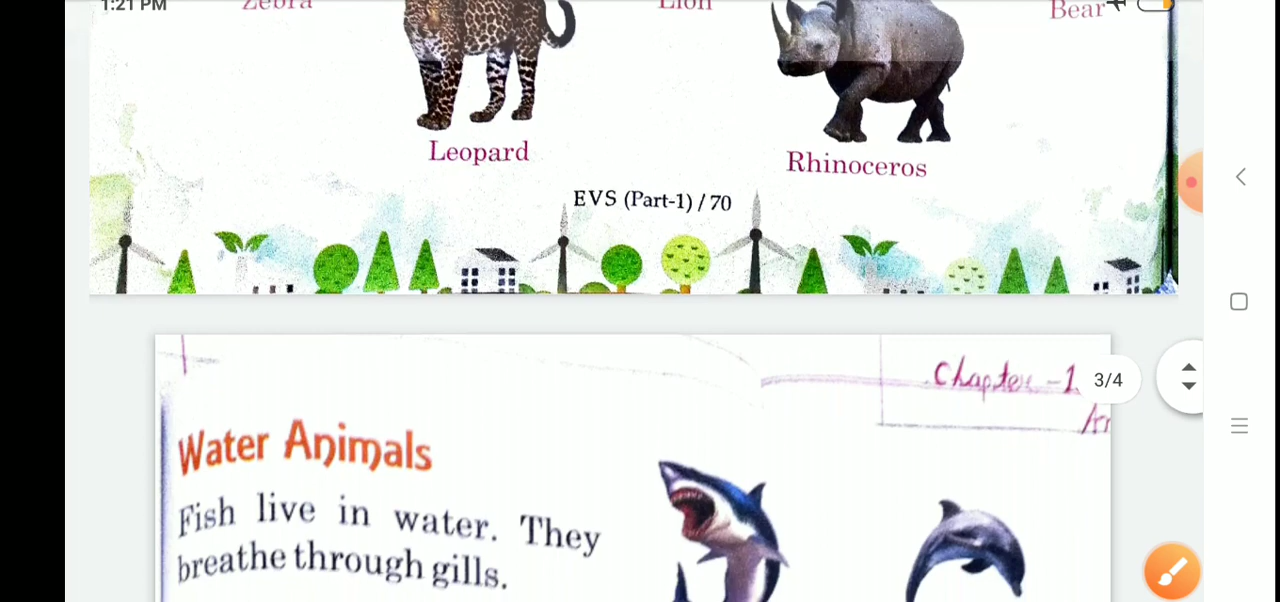 1:21 PM
Zebra
Lion
Bear
Leopard
Rhinoceros
EVS (Part-1) / 70
Chapter -1
3/4
Water Animals
Fish live in water. They
breathe through gills.